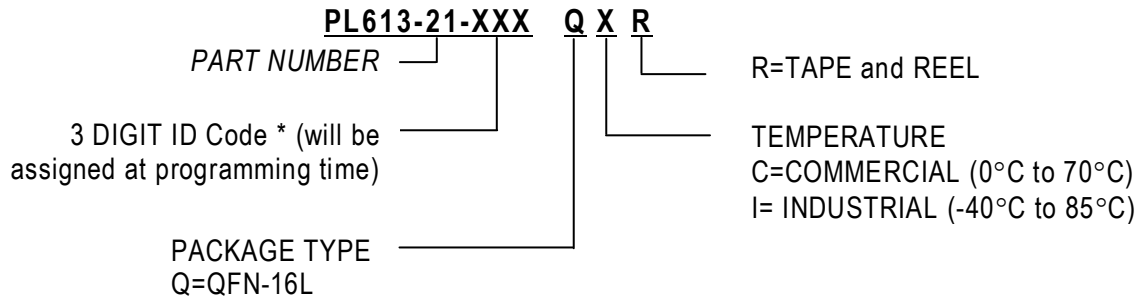 PL613-21-XXX Q X R
PART NUMBER
R=TAPE and REEL
3 DIGIT ID Code * (will be
assigned at programming time)
TEMPERATURE
C=COMMERCIAL (0°C to 70°C)
I= INDUSTRIAL (-40°C to 85°C)
PACKAGE TYPE
Q=QFN-16L